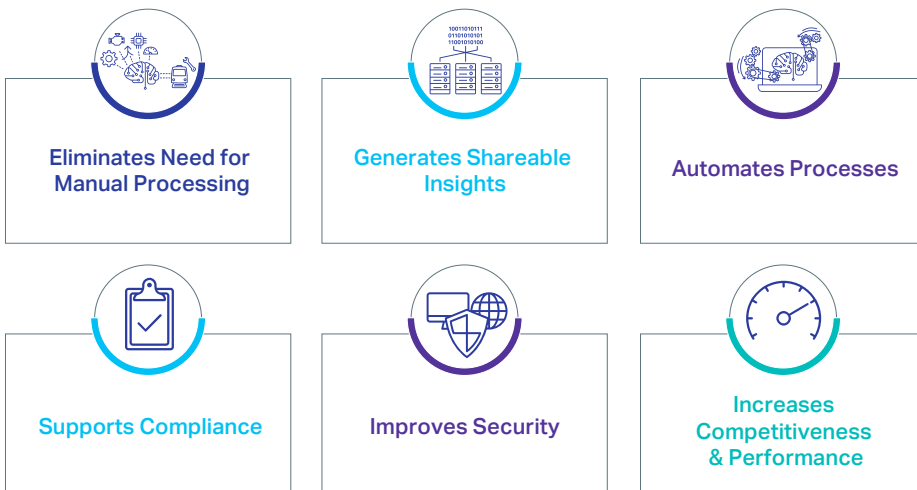 10011010111
01101010101
11001010100
Eliminates Need for
Manual Processing
Generates Shareable
Insights
Automates Processes
Supports Compliance
Improves Security
Increases
Competitiveness
& Performance